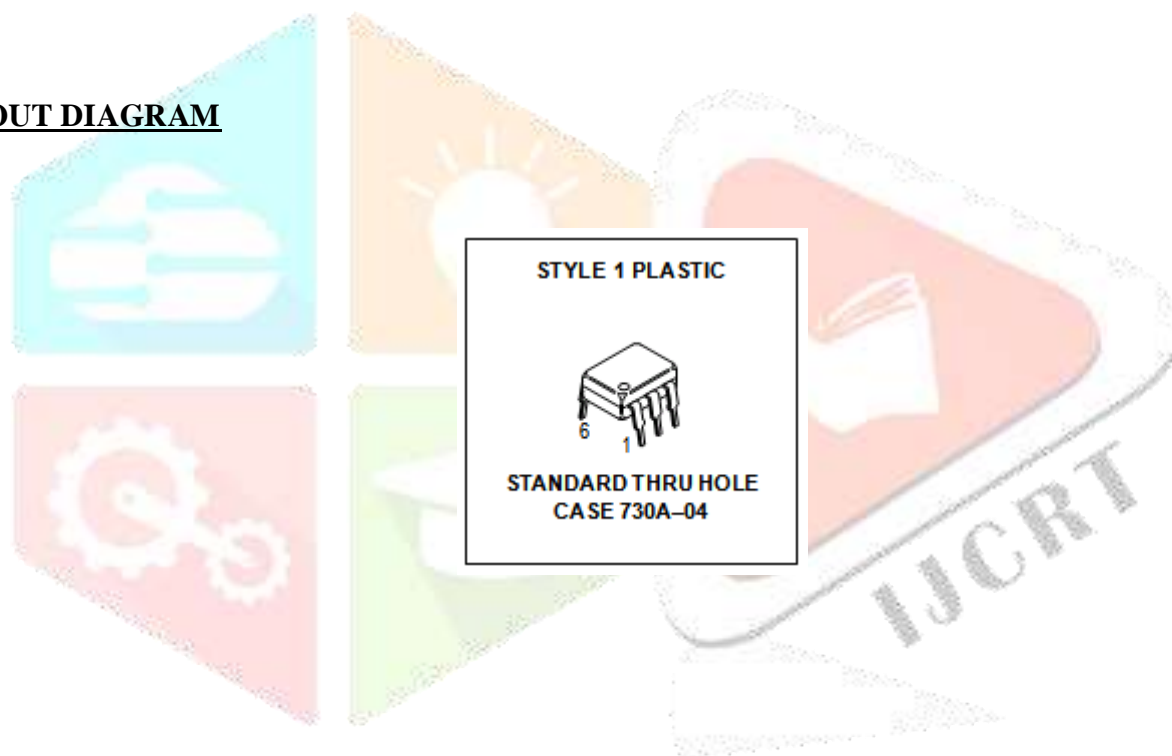 OUT DIAGRAM
STYLE 1 PLASTIC
6
1
STANDARD THRU HOLE
CASE 730A–04
IJCRT